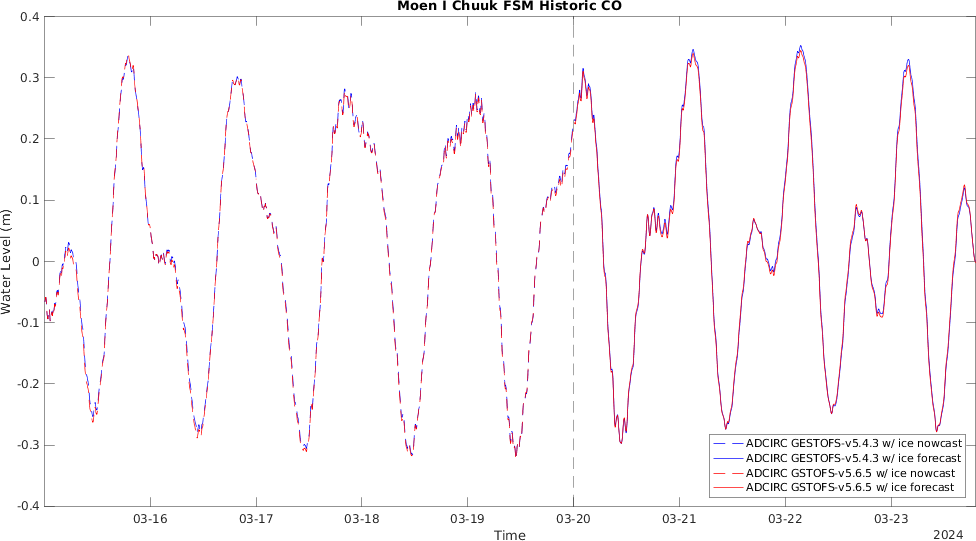 Moen I Chuuk FSM Historic CO
0.4
0.3
0.2
0.1
0
-0.1
-0.2
-0.3
-0.4
Water Level (m)
03-16
03-17
03-18
03-19
03-20
03-21
03-22
03-23
Time
2024
ADCIRC GESTOFS-v5.4.3 w/ ice nowcast
ADCIRC GESTOFS-v5.4.3 w/ ice forecast
ADCIRC GSTOFS-v5.6.5 w/ ice nowcast
ADCIRC GSTOFS-v5.6.5 w/ ice forecast